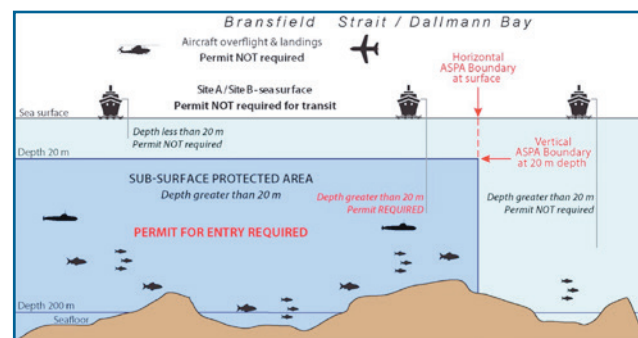 Bransfield Strait / Dallmann Bay
Aircraft overflight & landings
Permit NOT required
Horizontal
ASPA Boundary
at surface
Site A / Site B - sea surface
Permit NOT required for transit
Sea surface
Depth less than 20 m
Permit NOT required
Vertical
ASPA Boundary
at 20 m depth
Depth 20 m
SUB-SURFACE PROTECTED AREA
Depth greater than 20 m
Depth greater than 20 m
Permit REQUIRED
Depth greater than 20 m
Permit NOT required
PERMIT FOR ENTRY REQUIRED
Depth 200 m
Seafloor